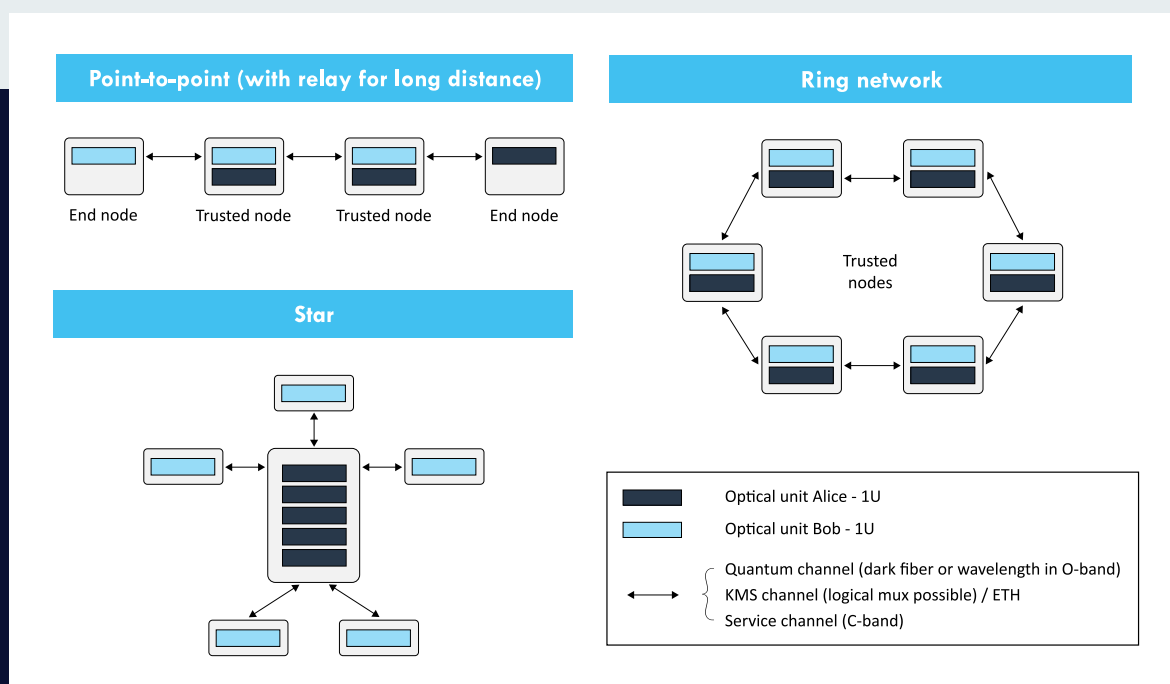 Point-to-point (with relay for long distance)
End node
Trusted node
Trusted node
End node
Star
Ring network
Trusted
nodes
Optical unit Alice - 1U
Optical unit Bob - 1U
Quantum channel (dark fiber or wavelength in O-band)
KMS channel (logical mux possible) / ETH
Service channel (C-band)